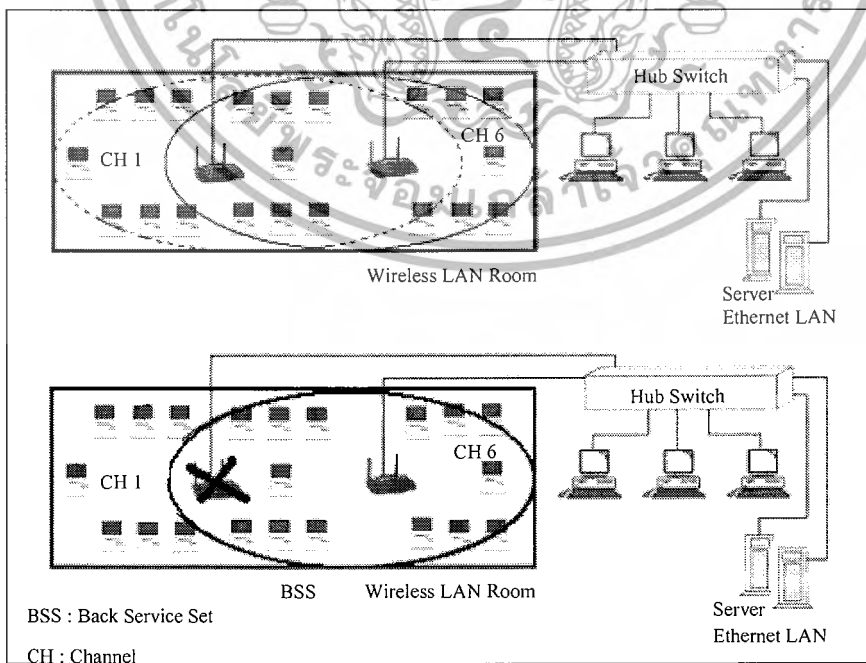 Hub Switch
CH 6
CH 1
Wireless LAN Room
Server
Ethernet LAN
Hub Switch
CH 6
CH 1
BSS
Wireless LAN Room
Server
Ethernet LAN
BSS : Back Service Set
CH : Channel